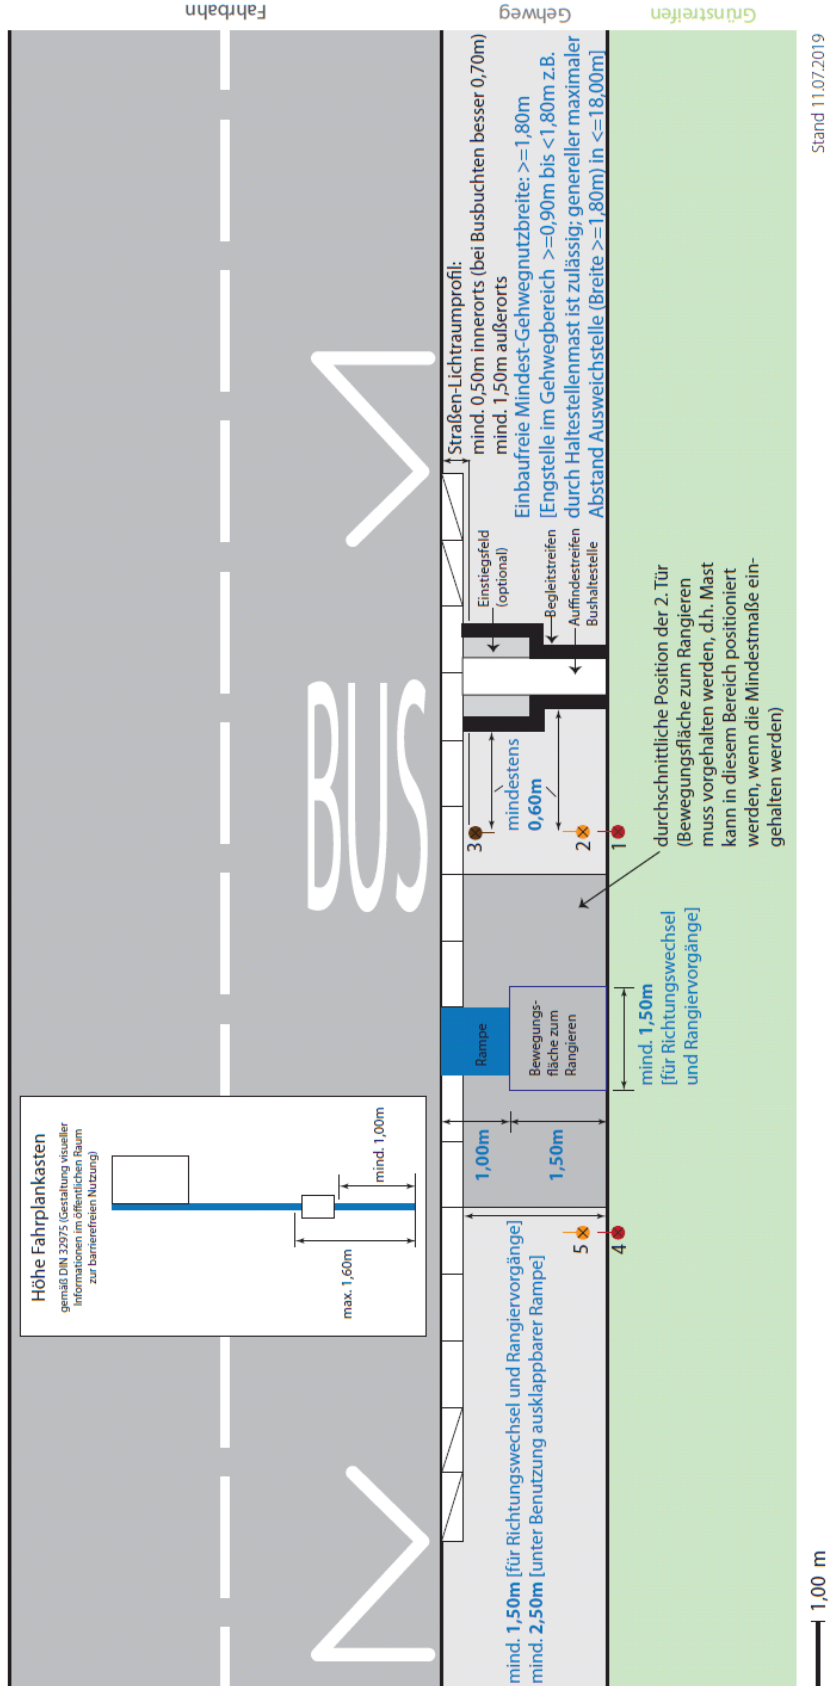 Fahrbahn
Gehweg
Grünstreifen
Höhe Fahrplankasten
gemäß DIN 32975 (Gestaltung visueller
Informationen im öffentlichen Raum
zur barrierefreien Nutzung)
max. 1,60m
mind. 1,00m
BUS
Straßen-Lichtraumprofil:
mind. 0,50m innerorts (bei Busbuchten besser 0,70m)
mind. 1,50m außerorts
Einbaufreie Mindest-Gehwegnutzbreite: >=1,80m
[Engstelle im Gehwegbereich >=0,90m bis <1,80m z.B.
durch Haltestellenmast ist zulässig; genereller maximaler
Abstand Ausweichstelle (Breite >=1,80m) in <=18,00m]
Einstiegsfeld
(optional)
Begleitstreifen
Auffindestreifen
Bushaltestelle
mindestens
0,60m
3
2
1
Rampe
Bewegungs-
fläche zum
Rangieren
1,00m
1,50m
mind. 1,50m
[für Richtungswechsel
und Rangiervorgänge]
durchschnittliche Position der 2. Tür
(Bewegungsfläche zum Rangieren
muss vorgehalten werden, d.h. Mast
kann in diesem Bereich positioniert
werden, wenn die Mindestmaße ein-
gehalten werden)
5
4
mind. 1,50m [für Richtungswechsel und Rangiervorgänge]
mind. 2,50m [unter Benutzung ausklappbarer Rampe]
1,00 m
Stand 11.07.2019